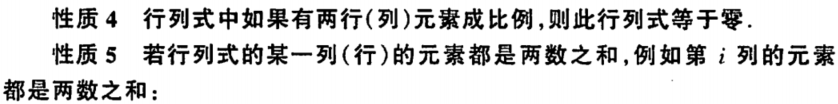 性质 4 行列式中如果有两行(列)元素成比例,则此行列式等于零.
性质 5 若行列式的某一列(行)的元素都是两数之和,例如第 i 列的元素
都是两数之和: